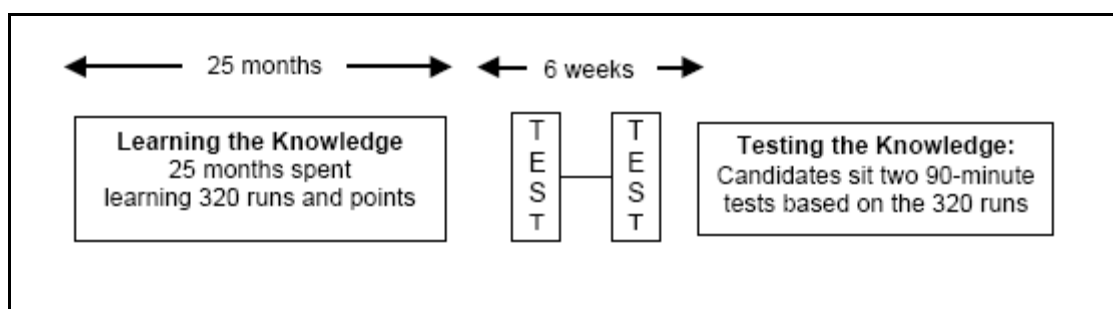 25 months
6 weeks
Learning the Knowledge
25 months spent
learning 320 runs and points
T
E
S
T
T
E
S
T
Testing the Knowledge:
Candidates sit two 90-minute
tests based on the 320 runs